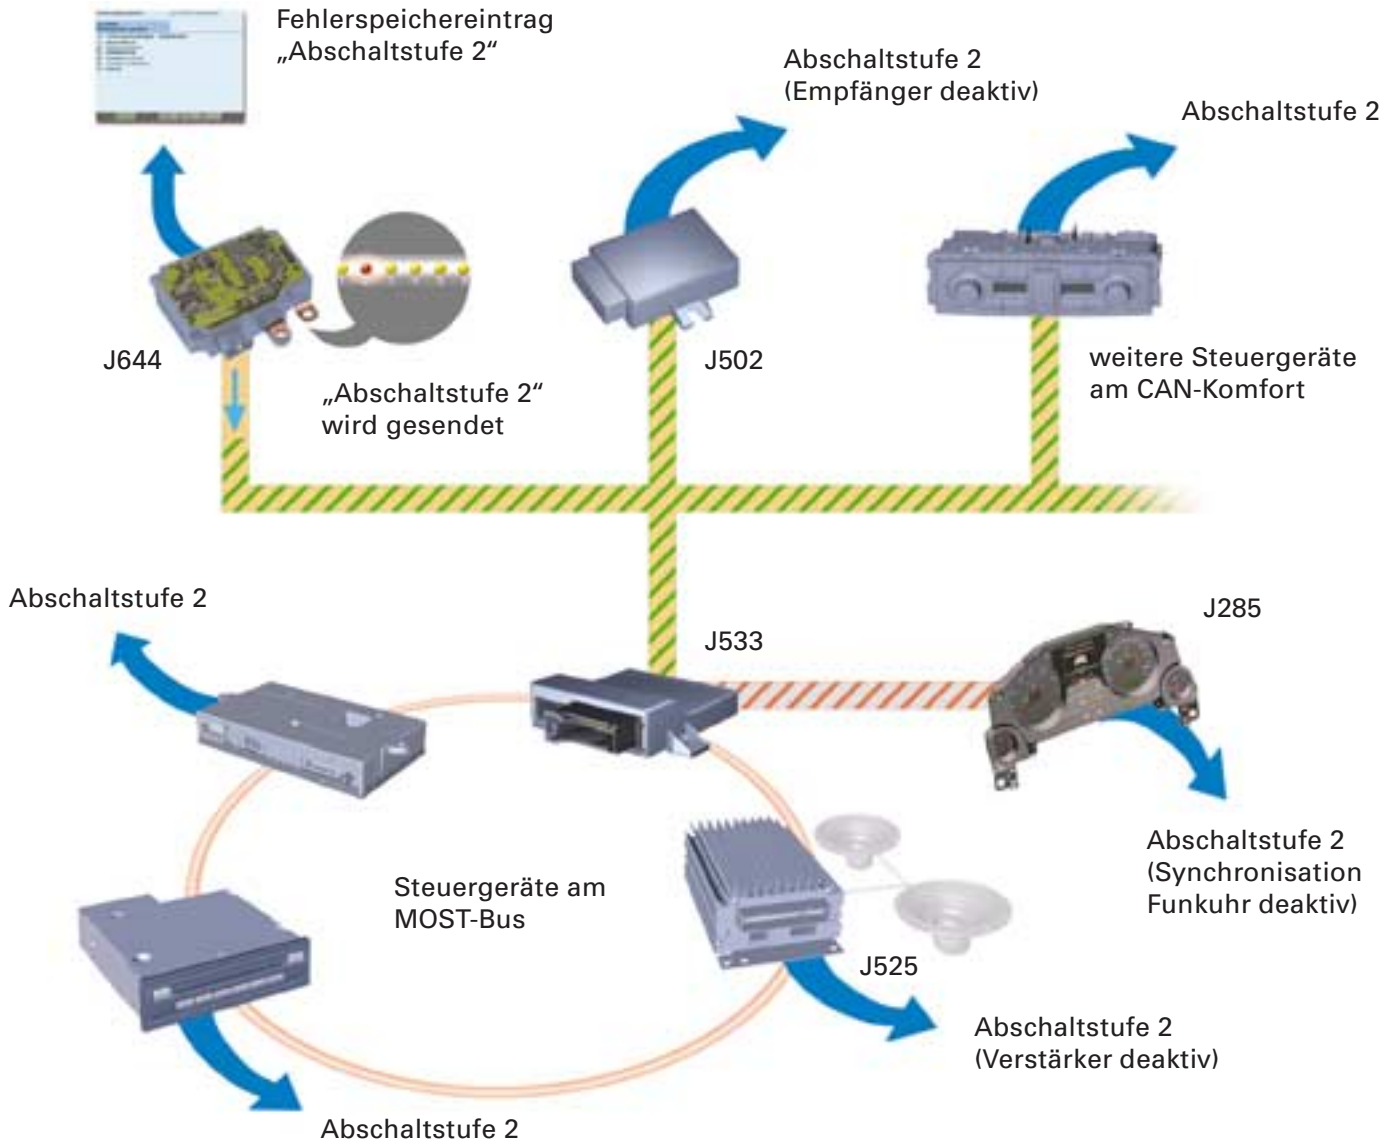 Fehlerspeichereintrag
„Abschaltstufe 2“
Abschaltstufe 2
(Empfänger deaktiv)
Abschaltstufe 2
J644
„Abschaltstufe 2“
wird gesendet
J502
weitere Steuergeräte
am CAN-Komfort
Abschaltstufe 2
J533
J285
Steuergeräte am
MOST-Bus
Abschaltstufe 2
(Synchronisation
Funkuhr deaktiv)
J525
Abschaltstufe 2
(Verstärker deaktiv)
Abschaltstufe 2